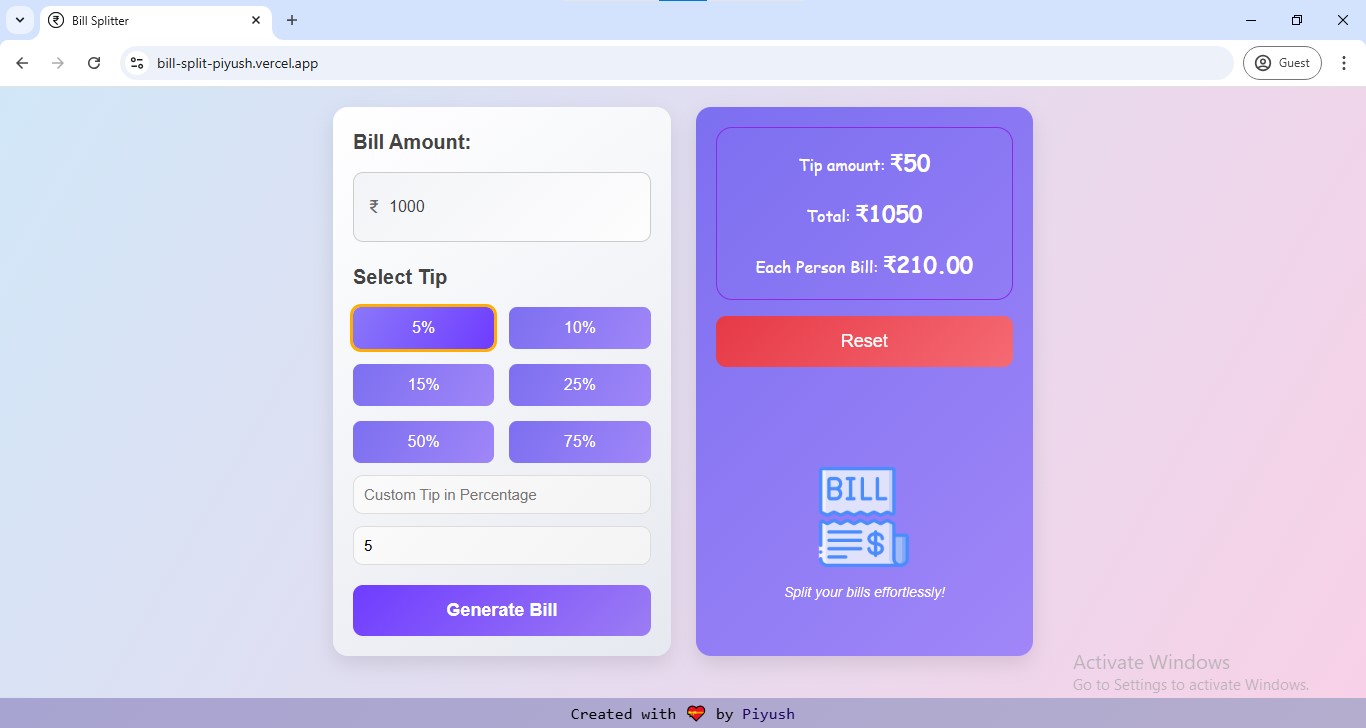 Bill Splitter
bill-split-piyush.vercel.app
Guest
Bill Amount:
₹ 1000
Select Tip
5% 10%
15% 25%
50% 75%
Custom Tip in Percentage
5
Generate Bill
Tip amount: ₹50
Total: ₹1050
Each Person Bill: ₹210.00
Reset
BILL
$
Split your bills effortlessly!
Activate Windows
Go to Settings to activate Windows.
Created with ❤️ by Piyush